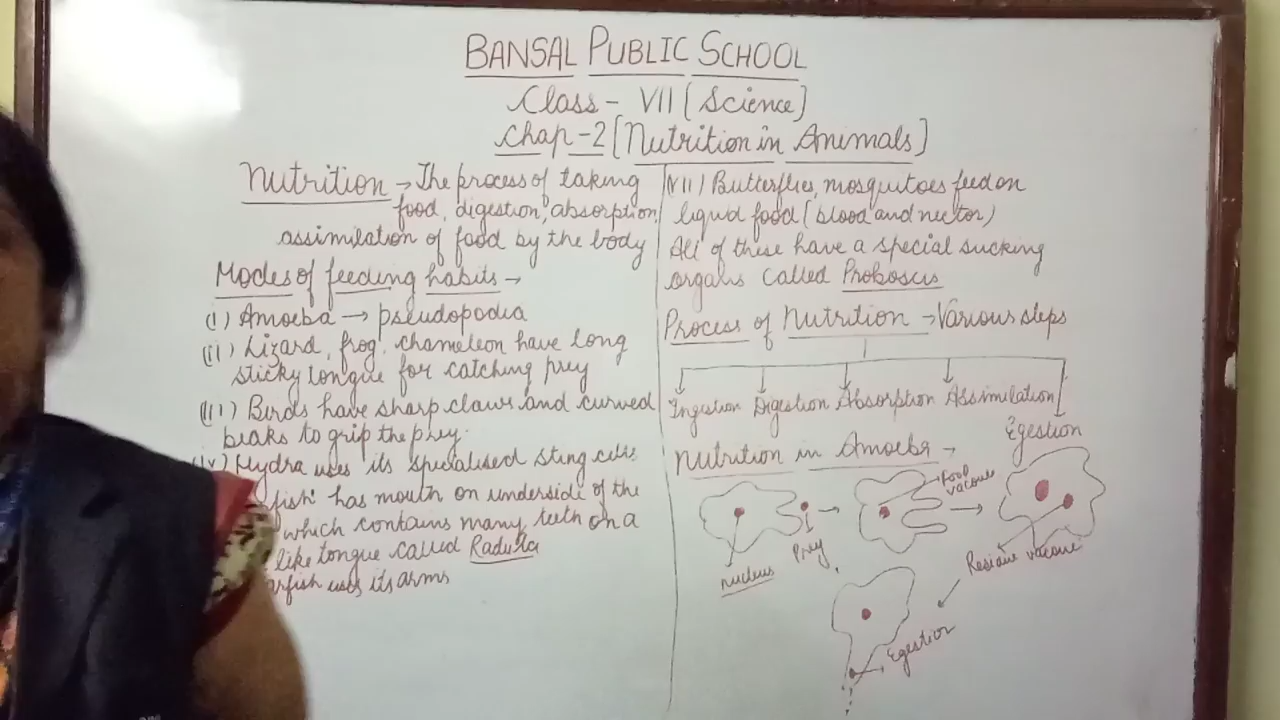 BANSAL PUBLIC SCHOOL
Class- VII [Science]
Chap-2 [Nutrition in Animals]
Nutrition → The process of taking
food, digestion, absorption,
assimilation of food by the body
Modes of feeding habits →
(i) Amoeba → pseudopodia
(ii) Lizard, frog, chameleon have long
sticky tongue for catching prey
(iii) Birds have sharp claws and curved
beaks to grip the prey.
(iv) Hydra uses its specialised sting cells.
fish has mouth on underside of the
which contains many teeth on a
like tongue called Radula
rfish uses its arms
(vii) Butterflies, mosquitoes feed on
liquid food (blood and nector)
All of these have a special sucking
organs called Proboscis
Process of Nutrition → Various steps
Ingestion Digestion Absorption Assimilation
Egestion
Nutrition in Amoeba →
Food
vacuole
Prey
nucleus
Residue
Egestion